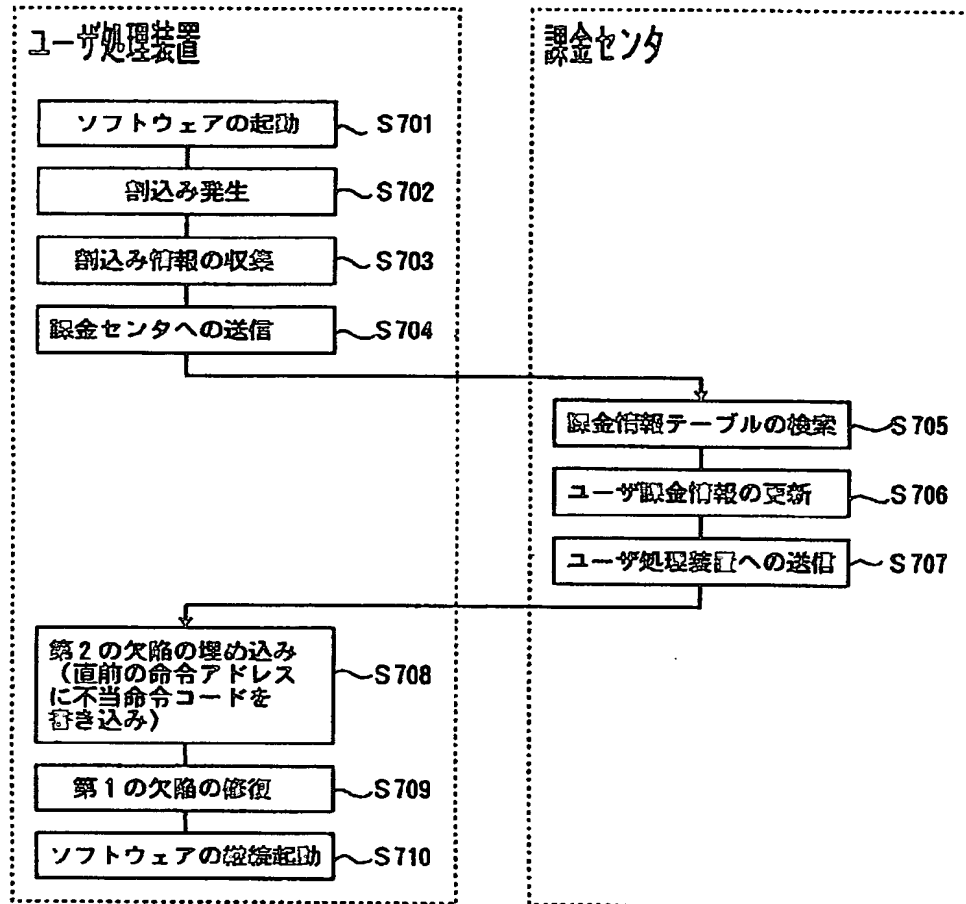 ユーザ処理装置
課金センタ
ソフトウェアの起動
S701
割込み発生
S702
割込み情報の収集
S703
課金センタへの送信
S704
課金情報テーブルの検索
S705
ユーザ課金情報の更新
S706
ユーザ処理装置への送信
S707
第2の欠陥の埋め込み
(直前の命令アドレス
に不当命令コードを
書き込み)
S708
第1の欠陥の修復
S709
ソフトウェアの継続起動
S710